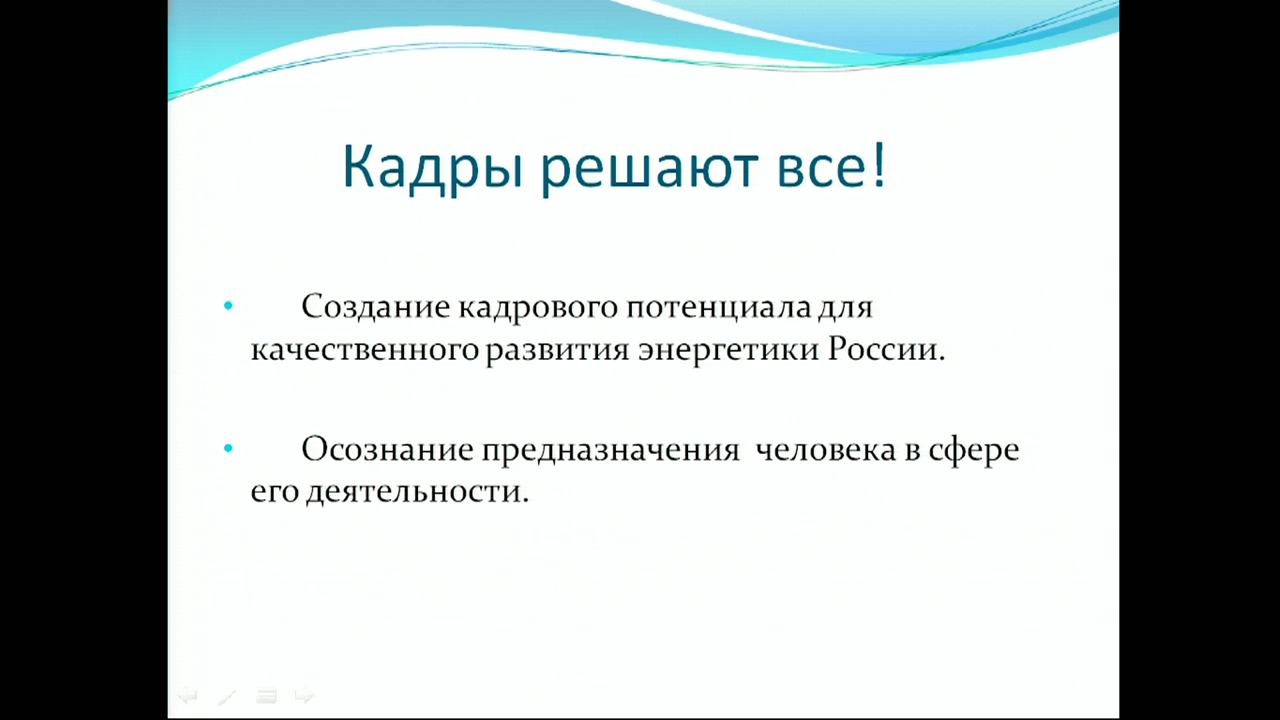 Кадры решают все!
• Создание кадрового потенциала для
качественного развития энергетики России.
• Осознание предназначения человека в сфере
его деятельности.